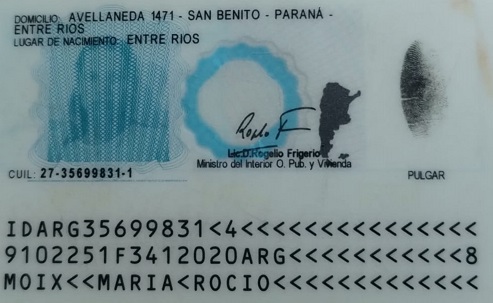 DOMICILIO: AVELLANEDA 1471 - SAN BENITO - PARANÁ -
ENTRE RIOS
LUGAR DE NACIMIENTO: ENTRE RIOS
Lic.D.Rogelio Frigerio
Ministro del Interior O. Pub. y Vivienda
CUIL: 27-35699831-1
PULGAR
IDARG35699831<4<<<<<<<<<<<<<<<
9102251F3412020ARG<<<<<<<<<<<8
MOIX<<MARIA<ROCIO<<<<<<<<<<<<<